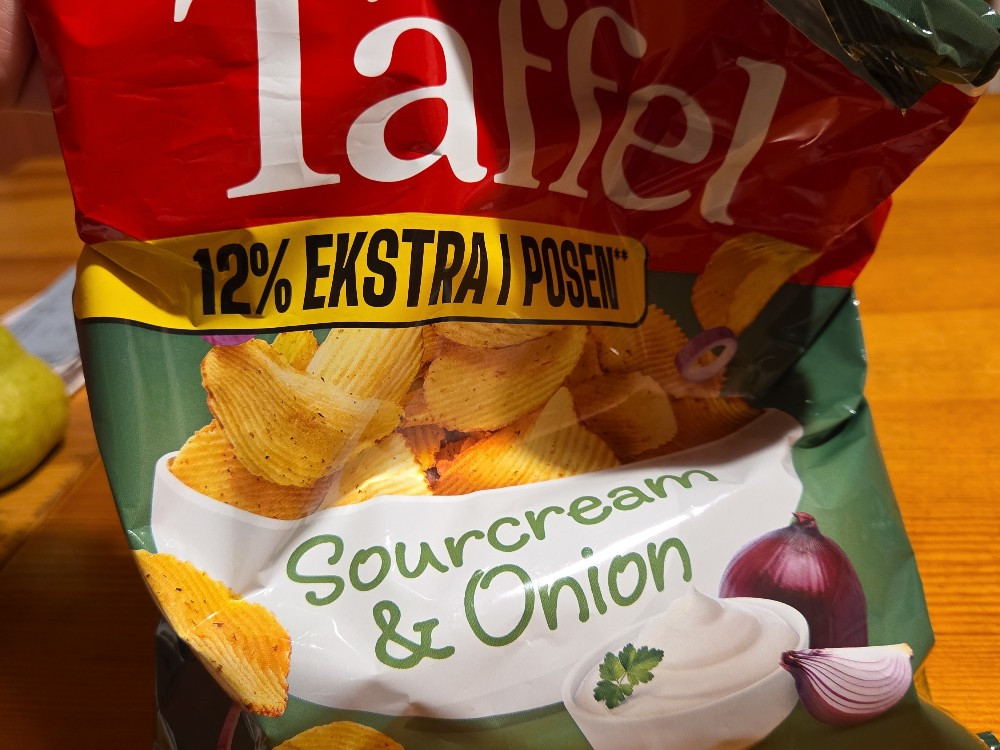 Taffel
12% EKSTRA I POSEN**
Sourcream
& Onion